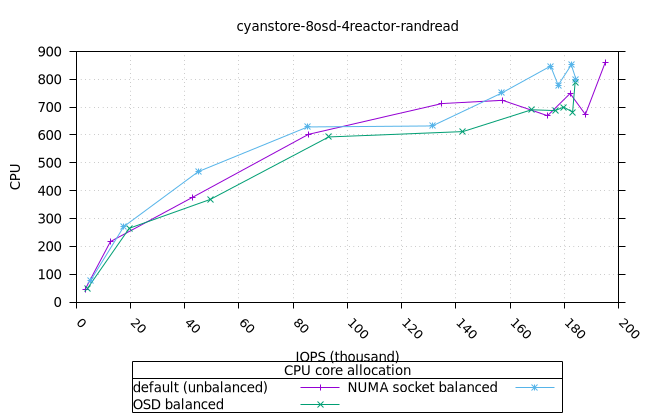 cyanstore-8osd-4reactor-randread
900
800
700
600
500
400
300
200
100
0
CPU
0 20 40 60 80 100 120 140 160 180 200
IOPS (thousand)
CPU core allocation
default (unbalanced) NUMA socket balanced
OSD balanced